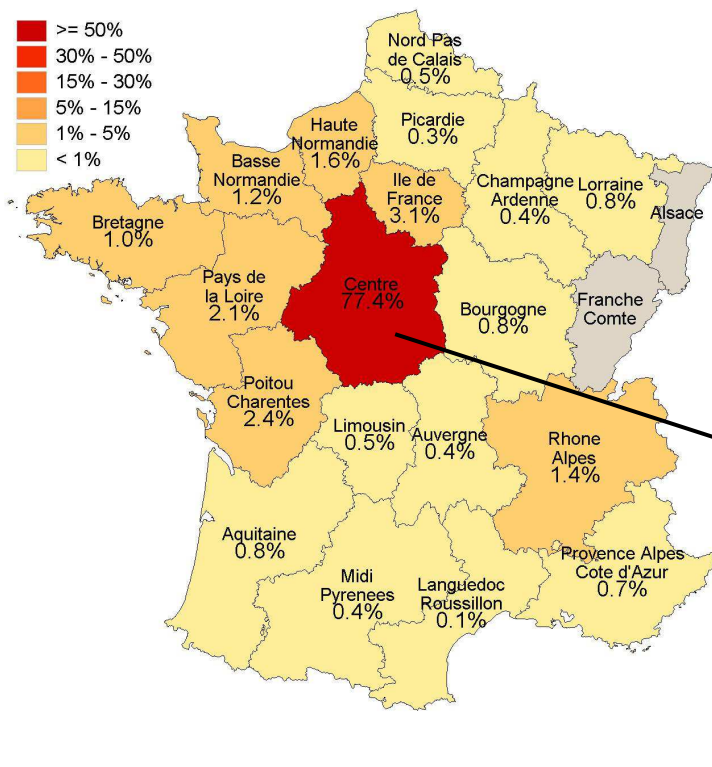 >= 50%
30% - 50%
15% - 30%
5% - 15%
1% - 5%
< 1%
Nord Pas
de Calais
0.5%
Picardie
0.3%
Haute
Normandie
1.6%
Basse
Normandie
1.2%
Ile de
France
3.1%
Champagne
Ardenne
0.4%
Lorraine
0.8%
Alsace
Bretagne
1.0%
Pays de
la Loire
2.1%
Centre
77.4%
Bourgogne
0.8%
Franche
Comte
Poitou
Charentes
2.4%
Limousin
0.5%
Auvergne
0.4%
Rhone
Alpes
1.4%
Aquitaine
0.8%
Midi
Pyrenees
0.4%
Languedoc
Roussillon
0.1%
Provence Alpes
Cote d'Azur
0.7%